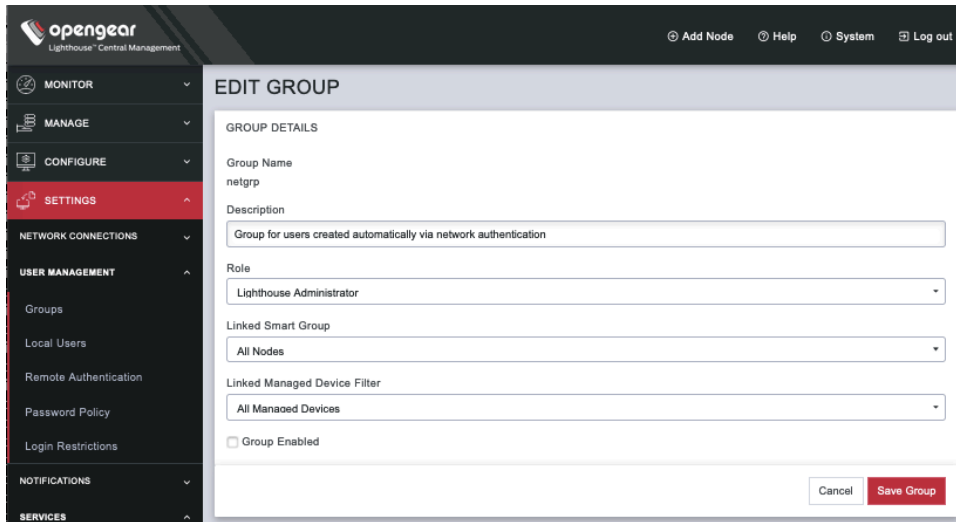 opengear
Lighthouse™ Central Management
Add Node
Help
System
Log out
MONITOR
MANAGE
CONFIGURE
SETTINGS
NETWORK CONNECTIONS
USER MANAGEMENT
Groups
Local Users
Remote Authentication
Password Policy
Login Restrictions
NOTIFICATIONS
SERVICES
EDIT GROUP
GROUP DETAILS
Group Name
netgrp
Description
Group for users created automatically via network authentication
Role
Lighthouse Administrator
Linked Smart Group
All Nodes
Linked Managed Device Filter
All Managed Devices
Group Enabled
Cancel
Save Group